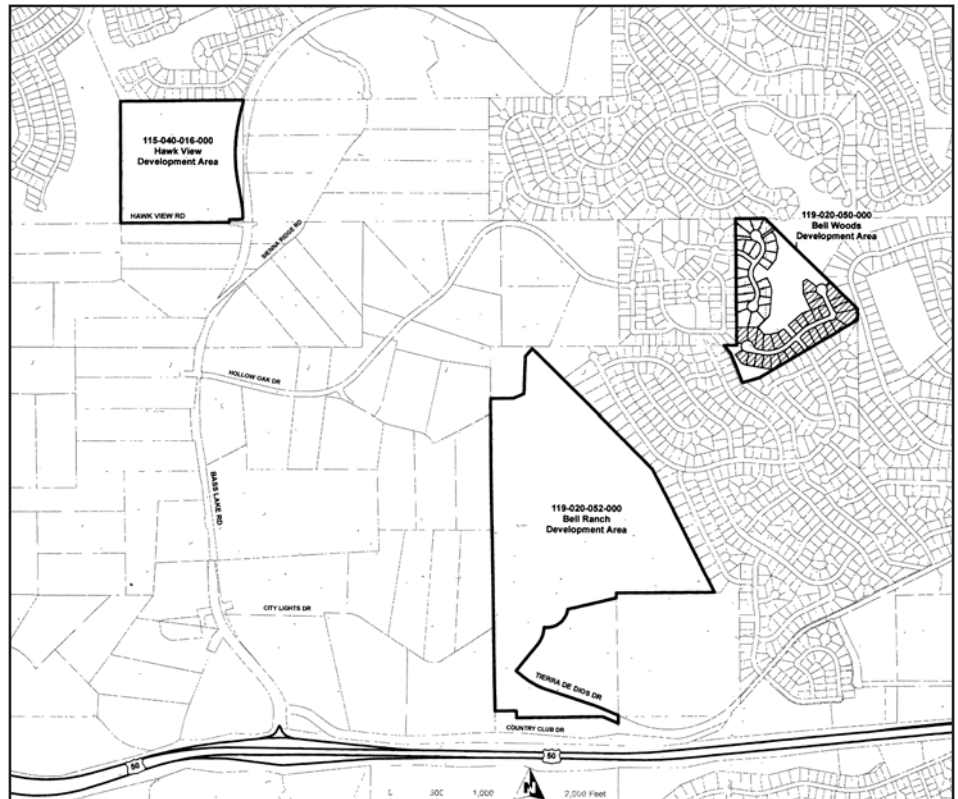 115-040-016-000
Hawk View
Development Area
HAWK VIEW RD
119-020-050-000
Bell Woods
Development Area
SIENNA RIDGE RD
HOLLOW OAK DR
BASS LAKE RD
119-020-052-000
Bell Ranch
Development Area
CITY LIGHTS DR
TIERRA DE DIOS DR
COUNTRY CLUB DR
50
50
N
500 1,000 2,000 Feet